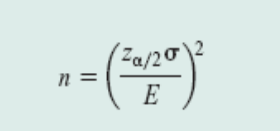 n = (z_{α/2} σ / E)^2